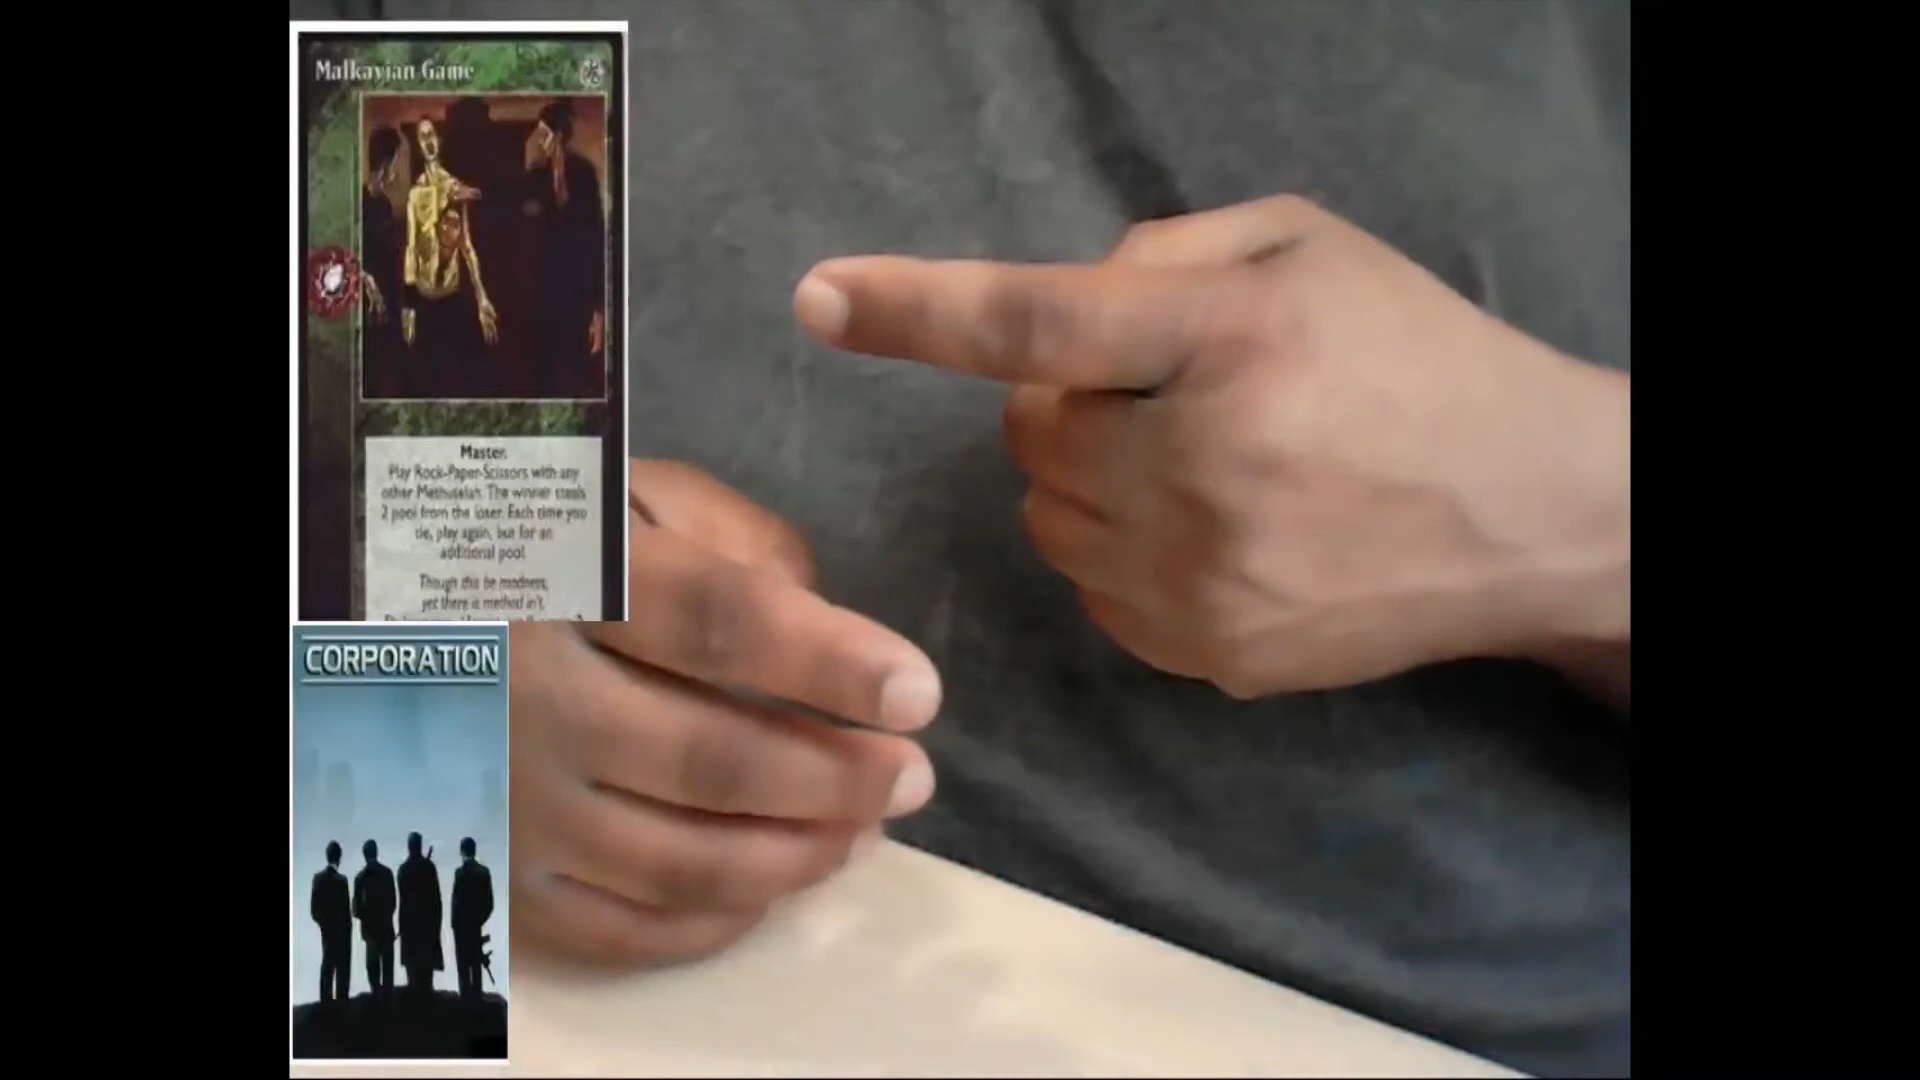 Malkavian Game
Master.
Play Rock-Paper-Scissors with any
other Methuselah. The winner steals
2 pool from the loser. Each time you
tie, play again, but for an
additional pool.
Though this be madness,
yet there is method in't.
CORPORATION